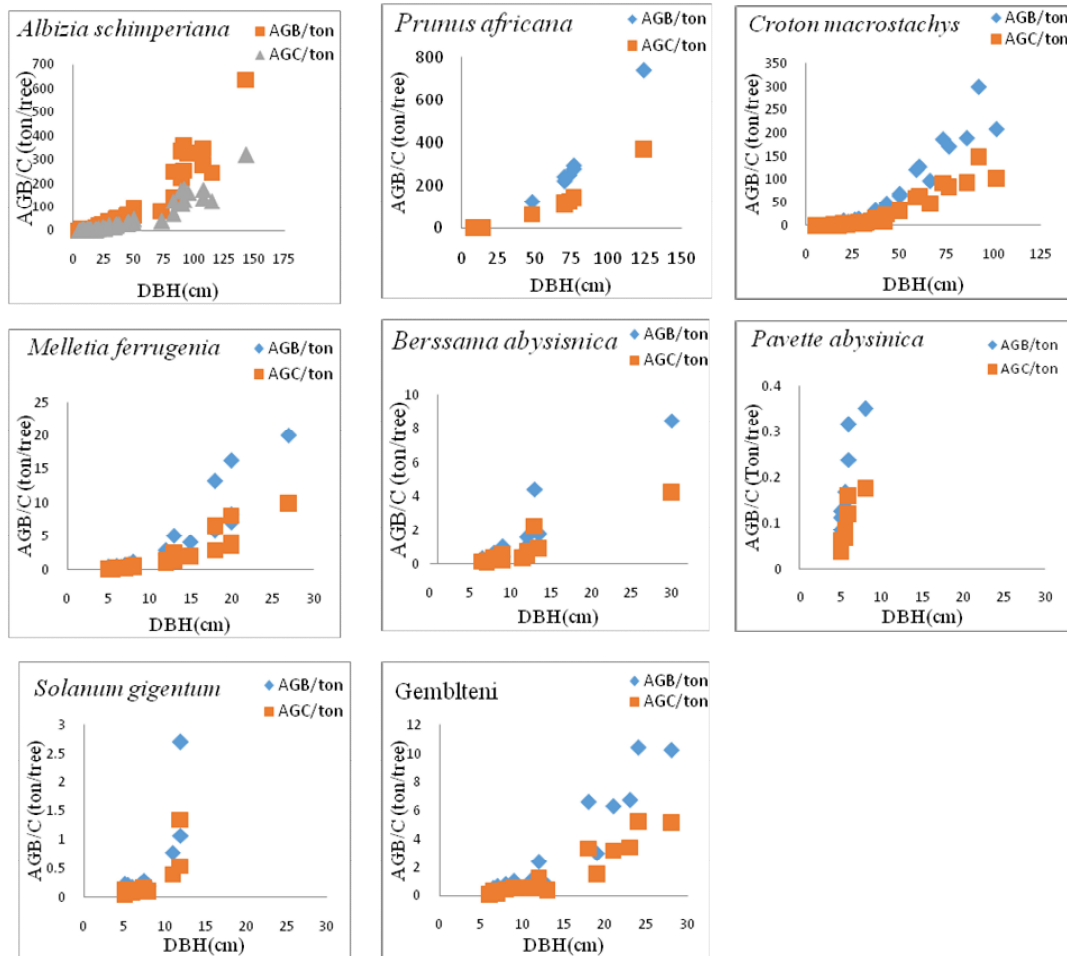 Albizia schimperiana
AGB/ton
AGC/ton
AGB/C (ton/tree)
700
600
500
400
300
200
100
0
0 25 50 75 100 125 150 175
DBH(cm)
Prunus africana
AGB/ton
AGC/ton
AGB/C (ton/tree)
800
600
400
200
0
0 25 50 75 100 125 150
DBH(cm)
Croton macrostachys
AGB/ton
AGC/ton
AGB/C (ton/tree)
350
300
250
200
150
100
50
0
0 25 50 75 100 125
DBH(cm)
Melletia ferrugenia
AGB/ton
AGC/ton
AGB/C (ton/tree)
25
20
15
10
5
0
0 5 10 15 20 25 30
DBH(cm)
Berssama abysisnica
AGB/ton
AGC/ton
AGB/C (ton/tree)
10
8
6
4
2
0
0 5 10 15 20 25 30
DBH(cm)
Pavette abysinica
AGB/ton
AGC/ton
AGB/C (Ton/tree)
0.4
0.3
0.2
0.1
0
0 5 10 15 20 25 30
DBH(cm)
Solanum gigentum
AGB/ton
AGC/ton
AGB/C (ton/tree)
3
2.5
2
1.5
1
0.5
0
0 5 10 15 20 25 30
DBH(cm)
Gemblteni
AGB/ton
AGC/ton
AGB/C (ton/tree)
12
10
8
6
4
2
0
0 5 10 15 20 25 30
DBH(cm)